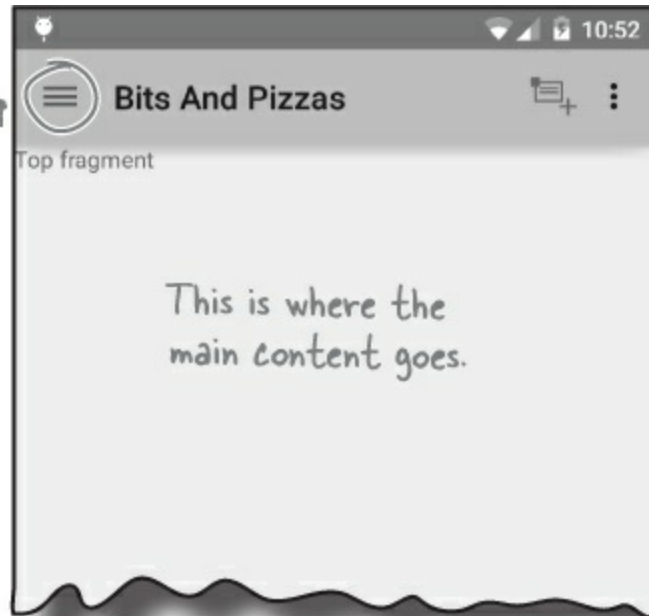 10:52
Bits And Pizzas
Top fragment
This is where the
main content goes.